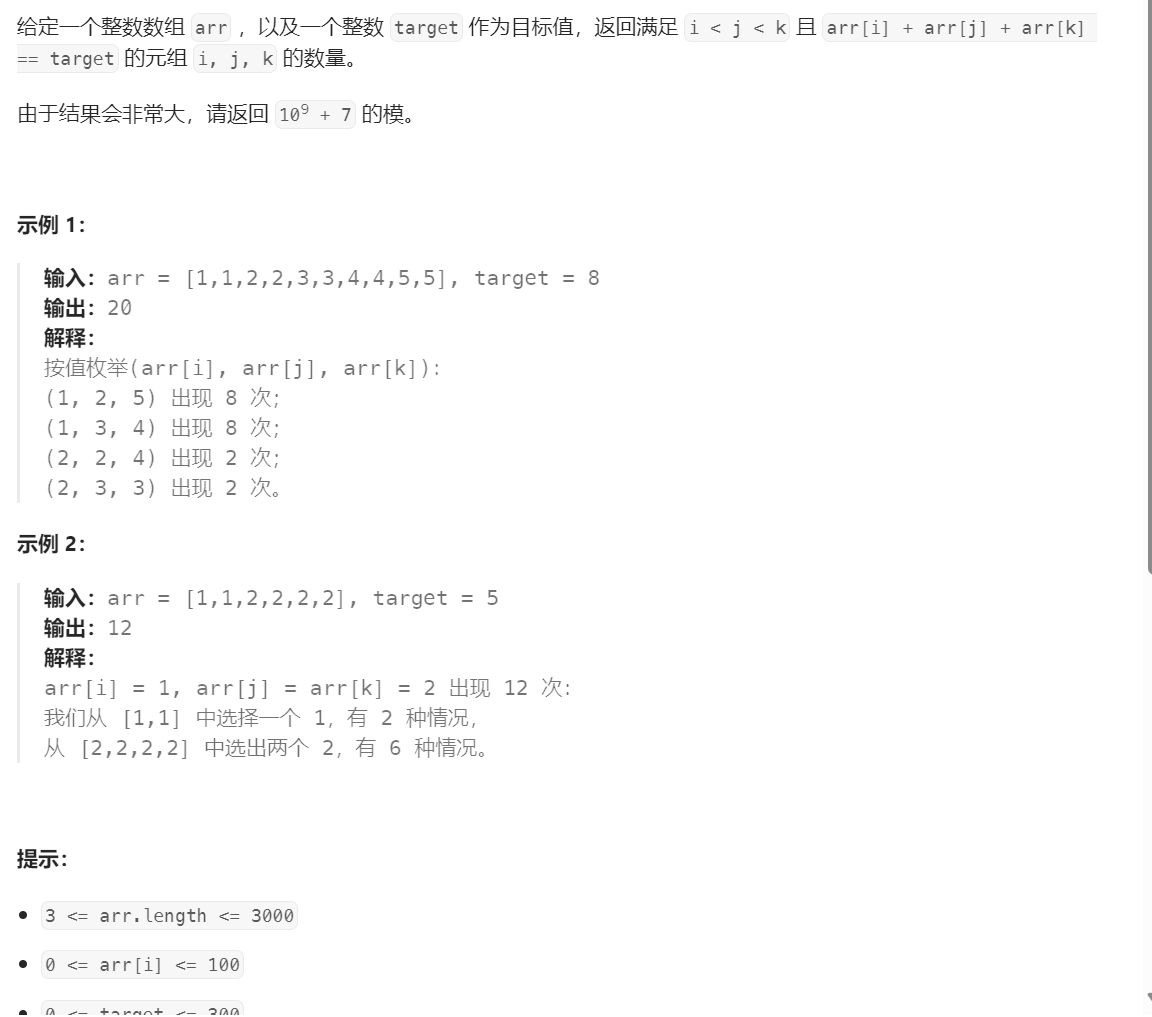 给定一个整数数组 arr ，以及一个整数 target 作为目标值，返回满足 i < j < k 且 arr[i] + arr[j] + arr[k]
== target 的元组 i, j, k 的数量。
由于结果会非常大，请返回 10⁹ + 7 的模。
示例 1：
输入：arr = [1,1,2,2,3,3,4,4,5,5], target = 8
输出：20
解释：
按值枚举(arr[i], arr[j], arr[k])：
(1, 2, 5) 出现 8 次；
(1, 3, 4) 出现 8 次；
(2, 2, 4) 出现 2 次；
(2, 3, 3) 出现 2 次。
示例 2：
输入：arr = [1,1,2,2,2,2], target = 5
输出：12
解释：
arr[i] = 1, arr[j] = arr[k] = 2 出现 12 次：
我们从 [1,1] 中选择一个 1，有 2 种情况，
从 [2,2,2,2] 中选出两个 2，有 6 种情况。
提示：
3 <= arr.length <= 3000
0 <= arr[i] <= 100
0 <= target <= 300